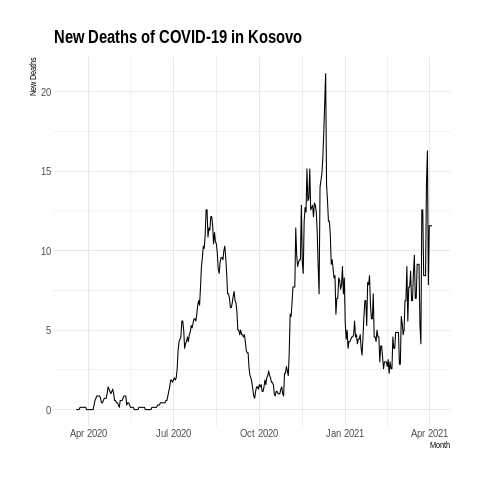 New Deaths of COVID-19 in Kosovo
New Deaths
20
15
10
5
0
Apr 2020
Jul 2020
Oct 2020
Jan 2021
Apr 2021
Month